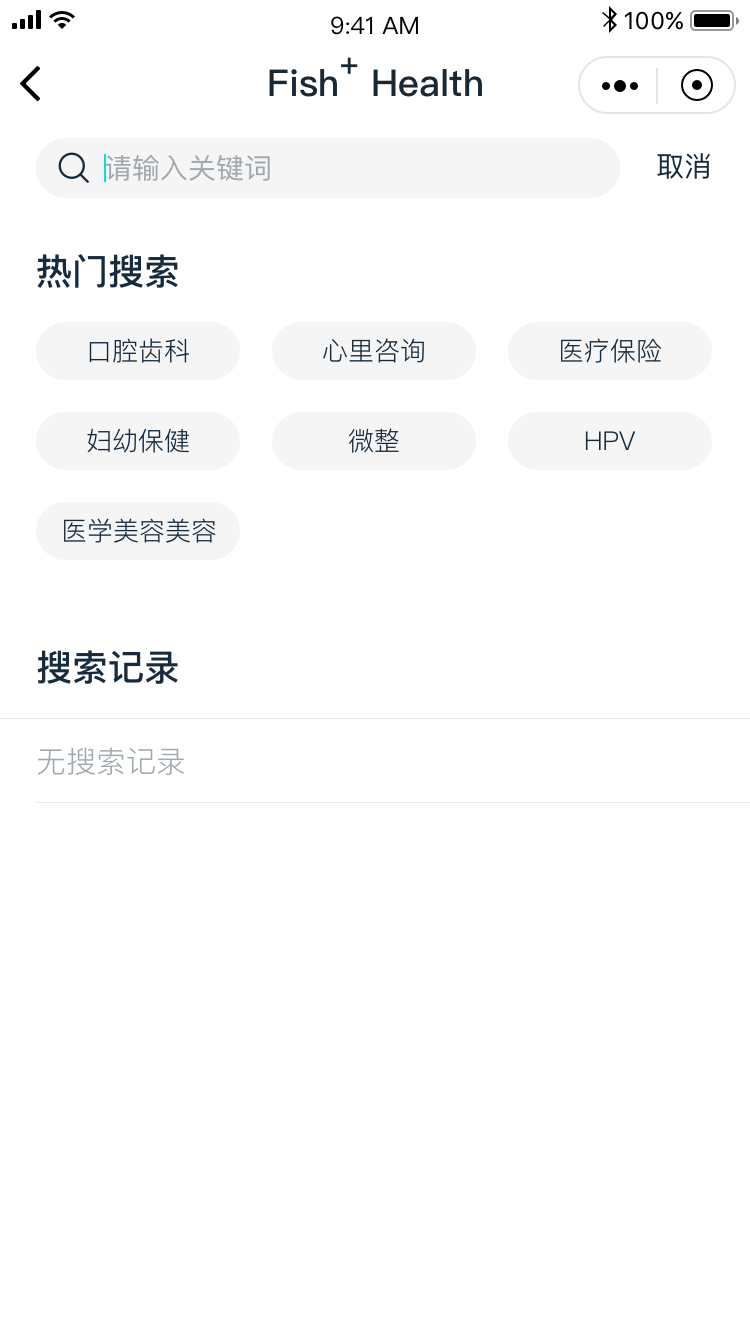 9:41 AM
100%
Fish+ Health
请输入关键词
取消
热门搜索
口腔齿科
心里咨询
医疗保险
妇幼保健
微整
HPV
医学美容美容
搜索记录
无搜索记录